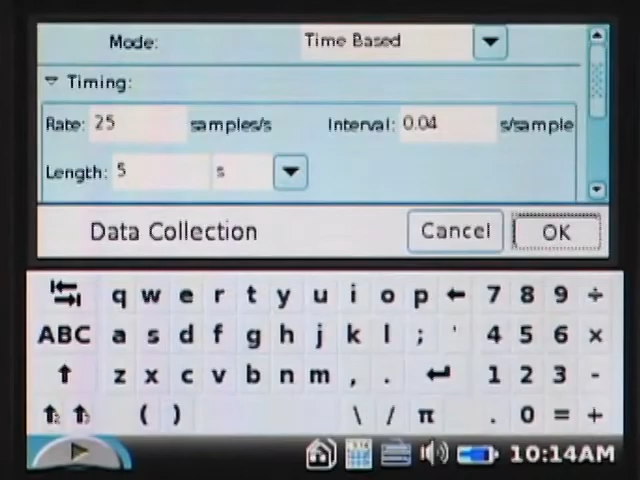 Mode: Time Based
Timing:
Rate: 25 samples/s Interval: 0.04 s/sample
Length: 5 s
Data Collection Cancel OK
q w e r t y u i o p ← 7 8 9 ÷
ABC a s d f g h j k l ; ' 4 5 6 ×
↑ z x c v b n m , . ↵ 1 2 3 -
( ) \ / π . 0 = +
10:14AM